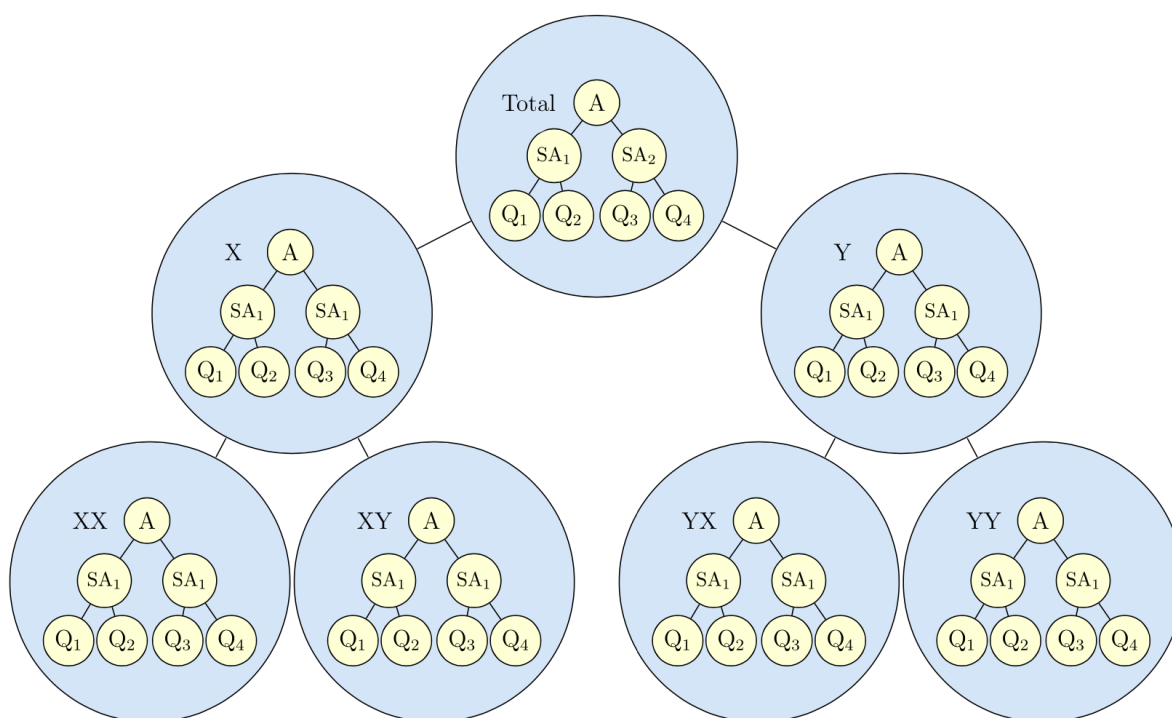 Total A
SA₁ SA₂
Q₁ Q₂ Q₃ Q₄
X A
SA₁ SA₁
Q₁ Q₂ Q₃ Q₄
Y A
SA₁ SA₁
Q₁ Q₂ Q₃ Q₄
XX A
SA₁ SA₁
Q₁ Q₂ Q₃ Q₄
XY A
SA₁ SA₁
Q₁ Q₂ Q₃ Q₄
YX A
SA₁ SA₁
Q₁ Q₂ Q₃ Q₄
YY A
SA₁ SA₁
Q₁ Q₂ Q₃ Q₄